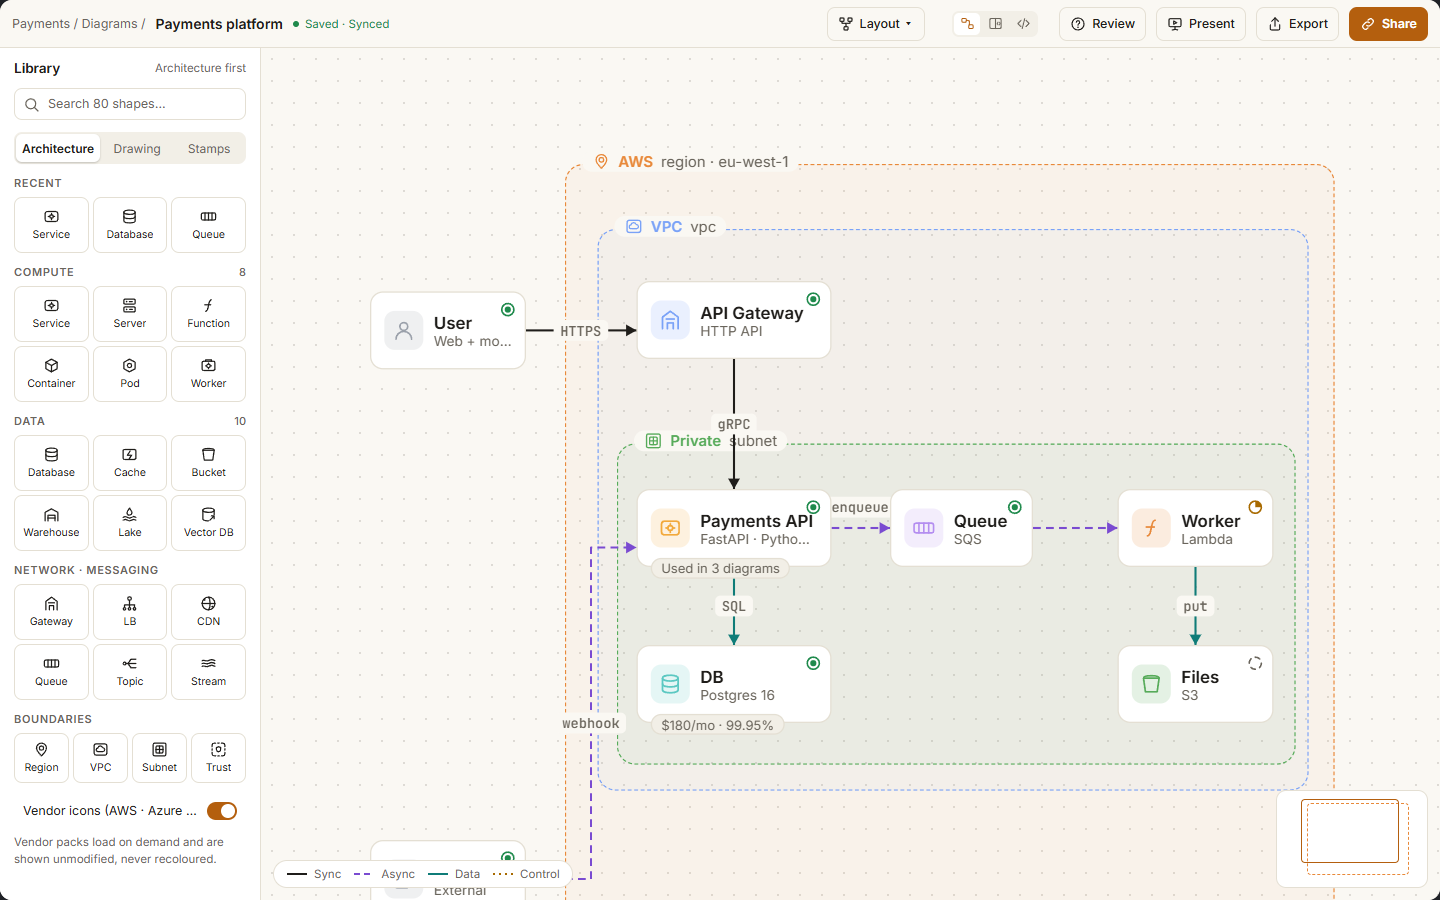 Payments / Diagrams / Payments platform Saved · Synced
Layout
Review
Present
Export
Share
Library
Architecture first
Search 80 shapes...
Architecture
Drawing
Stamps
RECENT
Service
Database
Queue
COMPUTE 8
Service
Server
Function
Container
Pod
Worker
DATA 10
Database
Cache
Bucket
Warehouse
Lake
Vector DB
NETWORK · MESSAGING
Gateway
LB
CDN
Queue
Topic
Stream
BOUNDARIES
Region
VPC
Subnet
Trust
Vendor icons (AWS · Azure ...
Vendor packs load on demand and are
shown unmodified, never recoloured.
AWS region · eu-west-1
VPC vpc
User
Web + mo...
HTTPS
API Gateway
HTTP API
gRPC
Private subnet
Payments API
FastAPI · Pytho...
Used in 3 diagrams
enqueue
Queue
SQS
Worker
Lambda
SQL
put
DB
Postgres 16
$180/mo · 99.95%
Files
S3
webhook
External
Sync
Async
Data
Control